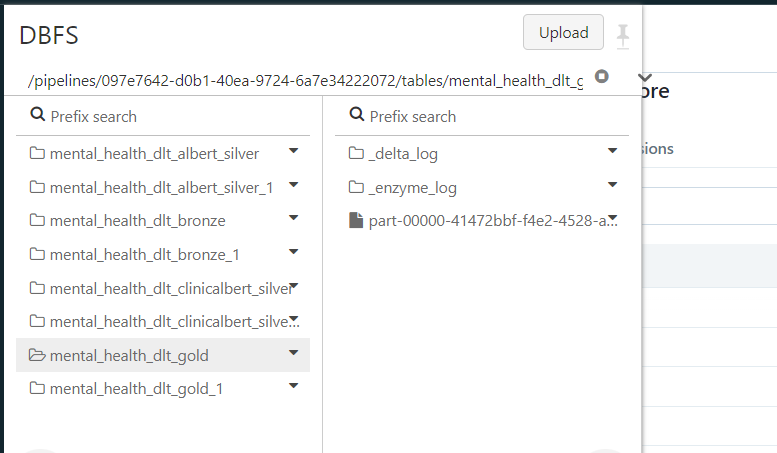 DBFS
Upload
/pipelines/097e7642-d0b1-40ea-9724-6a7e34222072/tables/mental_health_dlt_g
ore
Prefix search
mental_health_dlt_albert_silver
mental_health_dlt_albert_silver_1
mental_health_dlt_bronze
mental_health_dlt_bronze_1
mental_health_dlt_clinicalbert_silver
mental_health_dlt_clinicalbert_silve...
mental_health_dlt_gold
mental_health_dlt_gold_1
Prefix search
_delta_log
_enzyme_log
part-00000-41472bbf-f4e2-4528-a...
sions